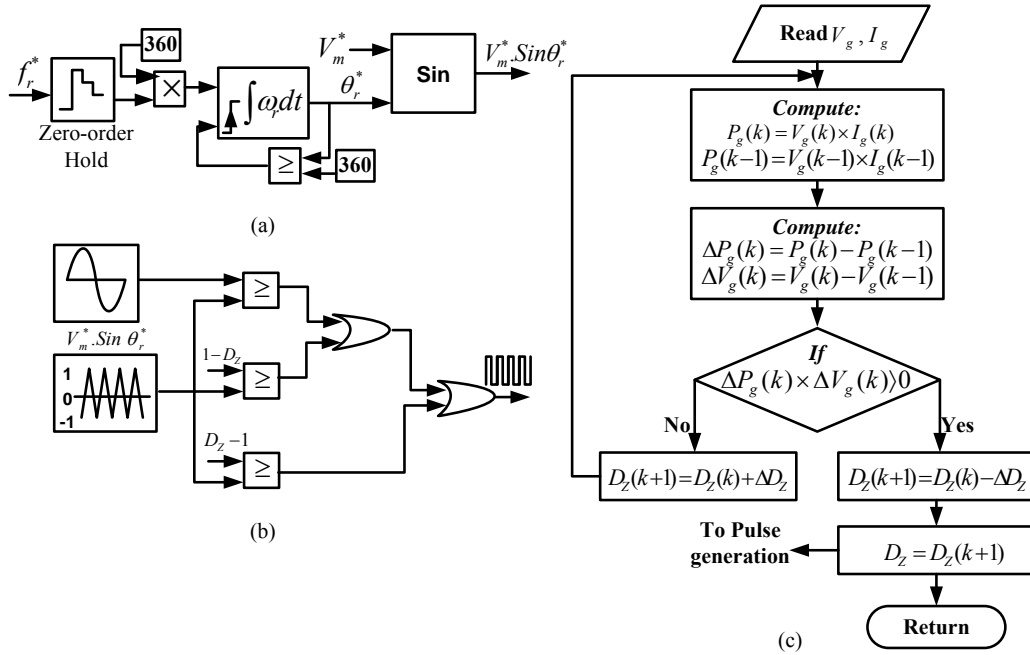 360
f_r^*
×
Zero-order
Hold
∫ω_r dt
θ_r^*
≥
360
V_m^*
Sin
V_m^*.Sinθ_r^*
(a)
V_m^*.Sin θ_r^*
1
0
-1
≥
1−D_Z
≥
D_Z−1
≥
(b)
Read V_g , I_g
Compute:
P_g(k)=V_g(k)×I_g(k)
P_g(k−1)=V_g(k−1)×I_g(k−1)
Compute:
ΔP_g(k)=P_g(k)−P_g(k−1)
ΔV_g(k)=V_g(k)−V_g(k−1)
If
ΔP_g(k)×ΔV_g(k)⟩0
No
Yes
D_Z(k+1)=D_Z(k)+ΔD_Z
D_Z(k+1)=D_Z(k)−ΔD_Z
To Pulse
generation
D_Z=D_Z(k+1)
Return
(c)